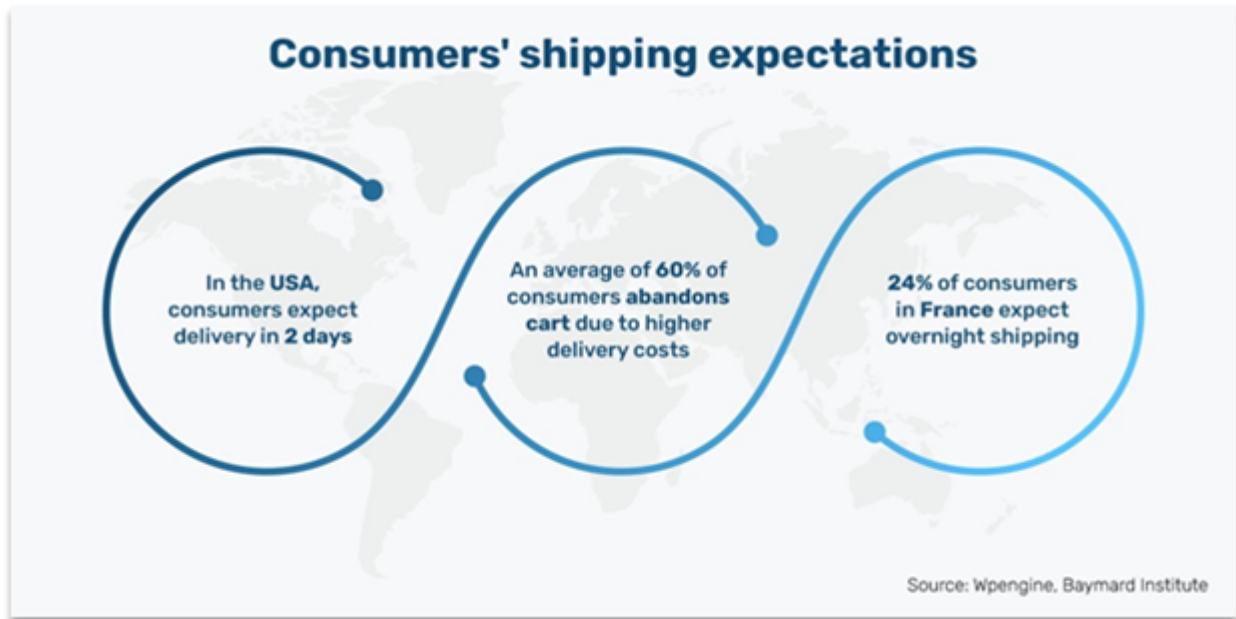 Consumers' shipping expectations
In the USA,
consumers expect
delivery in 2 days
An average of 60% of
consumers abandons
cart due to higher
delivery costs
24% of consumers
in France expect
overnight shipping
Source: Wpengine, Baymard Institute